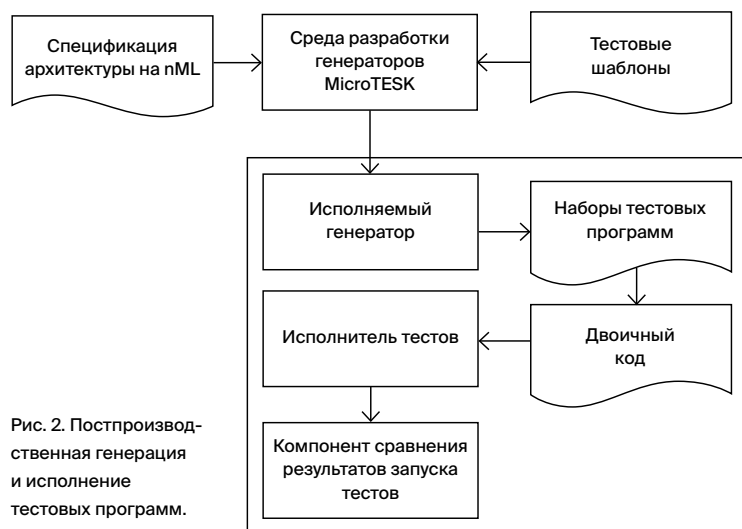 Спецификация
архитектуры на nML
Среда разработки
генераторов
MicroTESK
Тестовые
шаблоны
Исполняемый
генератор
Наборы тестовых
программ
Исполнитель тестов
Двоичный
код
Компонент сравнения
результатов запуска
тестов
Рис. 2. Постпроизвод-
ственная генерация
и исполнение
тестовых программ.